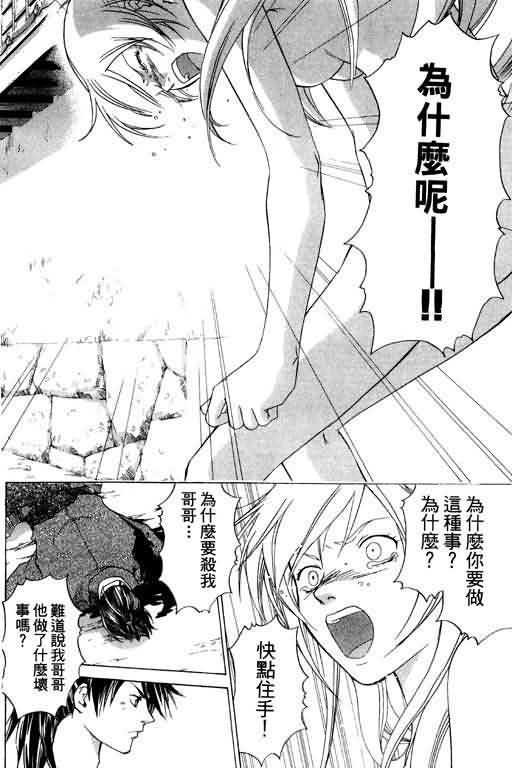 為什麼呢——!!
為什麼你要做
這種事？
為什麼？
快點住手！
為什麼要殺我
哥哥…
難道說我哥哥
他做了什麼壞
事嗎？